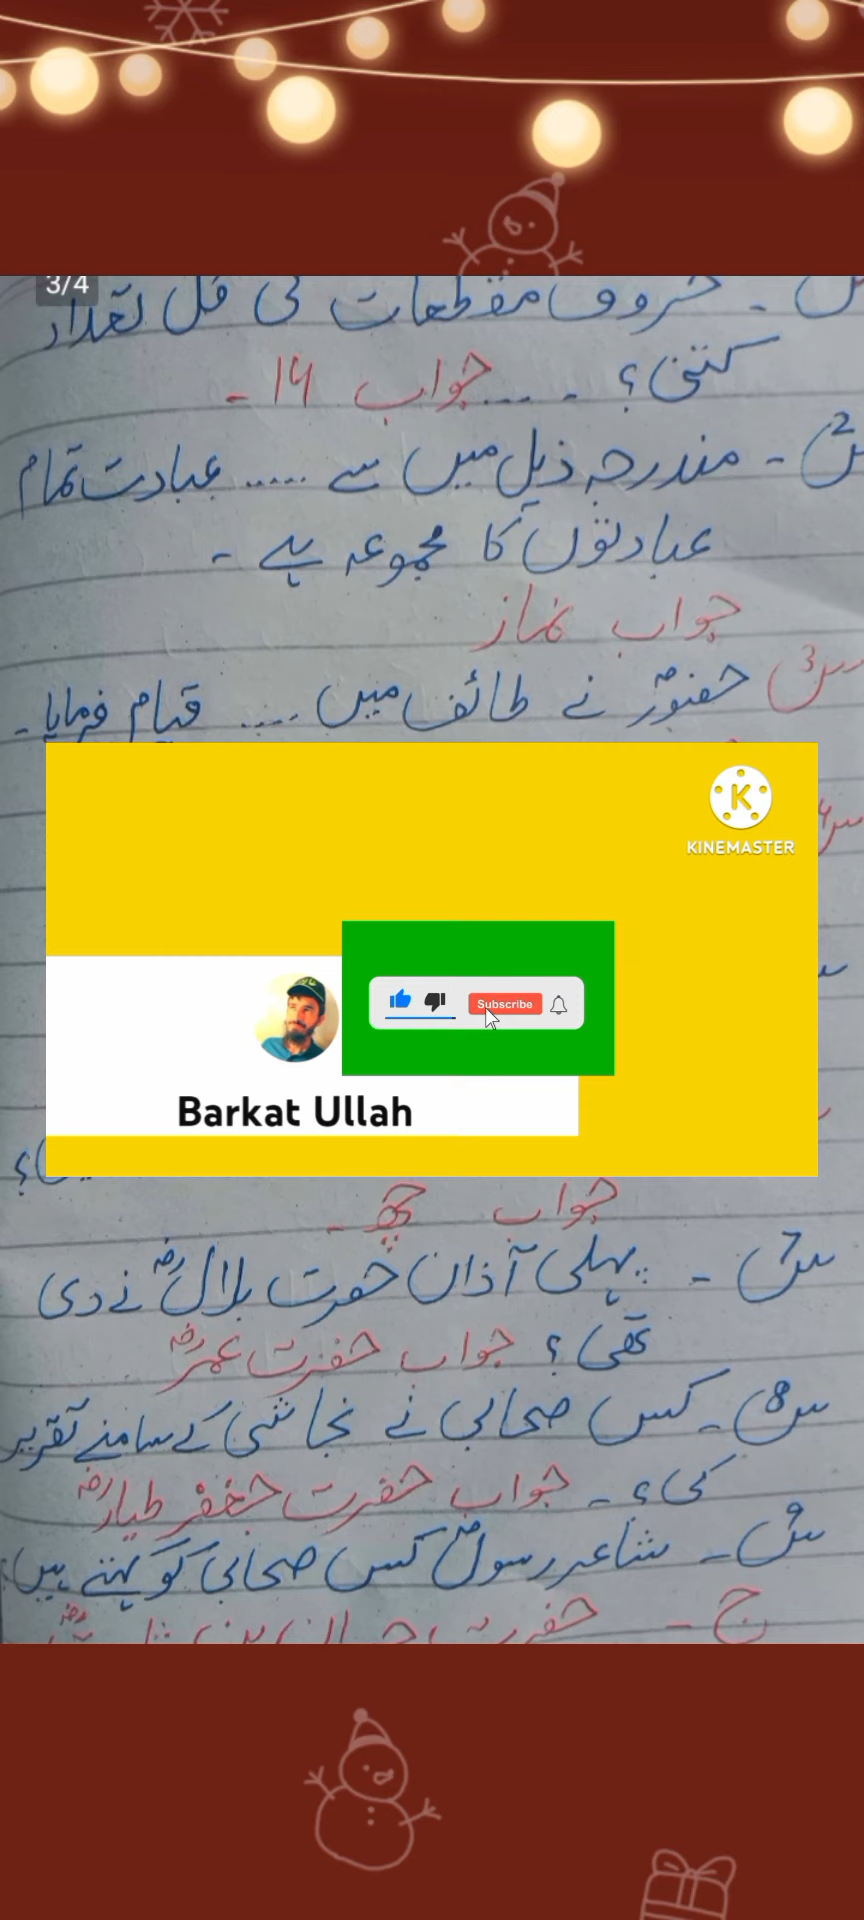 3/4
س - حروف مقطعات کی کل تعداد
کتنی؟ - .... جواب 14 -
س2 - مندرجہ ذیل میں سے ..... عبادت تمام
عبادتوں کا مجموعہ ہے -
جواب نماز
س3 حضورؐ نے طائف میں .... قیام فرمایا -
KINEMASTER
Subscribe
Barkat Ullah
؟
جواب چھ -
س7 - پہلی آذان حضرت بلالؓ نے دی
تھی ؟ جواب حضرت عمرؓ
س8 - کس صحابی نے نجاشی کے سامنے تقریر
کی ؟ - جواب حضرت جعفر طیارؓ
س9 - شاعر رسولؐ کس صحابی کو کہتے ہیں
ج - حضرت